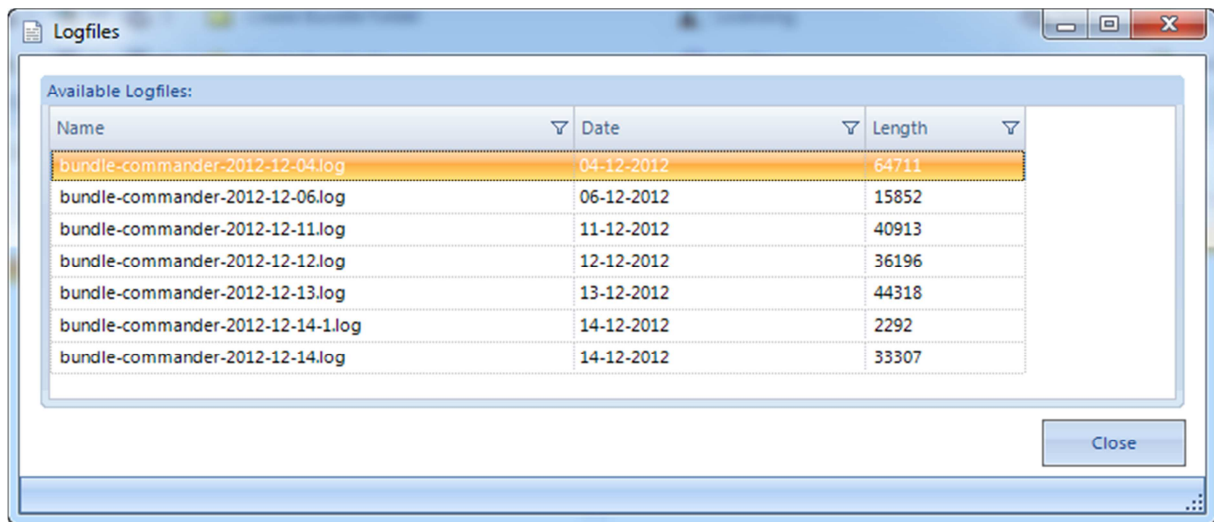 Logfiles
Available Logfiles:
Name Date Length
bundle-commander-2012-12-04.log 04-12-2012 64711
bundle-commander-2012-12-06.log 06-12-2012 15852
bundle-commander-2012-12-11.log 11-12-2012 40913
bundle-commander-2012-12-12.log 12-12-2012 36196
bundle-commander-2012-12-13.log 13-12-2012 44318
bundle-commander-2012-12-14-1.log 14-12-2012 2292
bundle-commander-2012-12-14.log 14-12-2012 33307
Close